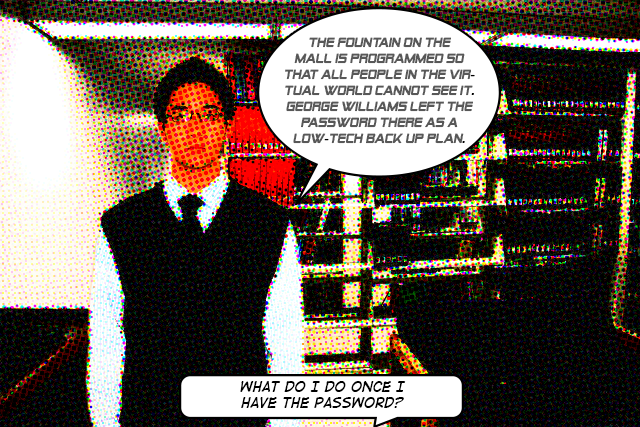 THE FOUNTAIN ON THE
MALL IS PROGRAMMED SO
THAT ALL PEOPLE IN THE VIR-
TUAL WORLD CANNOT SEE IT.
GEORGE WILLIAMS LEFT THE
PASSWORD THERE AS A
LOW-TECH BACK UP PLAN.
WHAT DO I DO ONCE I
HAVE THE PASSWORD?